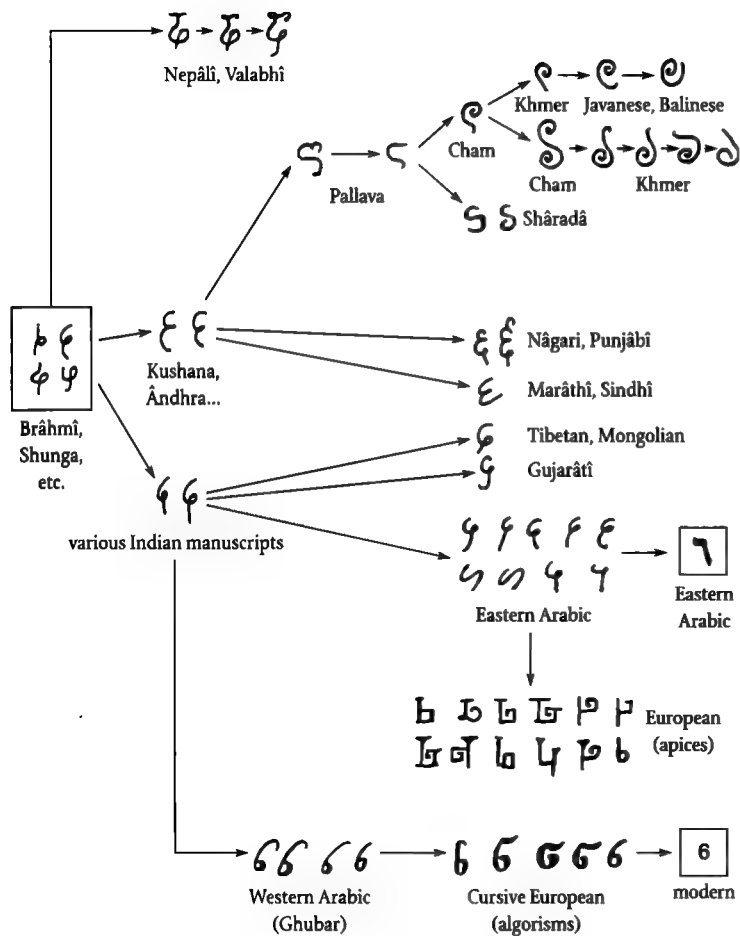 Nepâlî, Valabhî
Khmer
Javanese, Balinese
Cham
Pallava
Cham
Khmer
Shâradâ
Kushana,
Ândhra...
Nâgari, Punjâbî
Marâthî, Sindhî
Brâhmî,
Shunga,
etc.
Tibetan, Mongolian
Gujarâtî
various Indian manuscripts
Eastern Arabic
٦
Eastern
Arabic
European
(apices)
Western Arabic
(Ghubar)
Cursive European
(algorisms)
6
modern